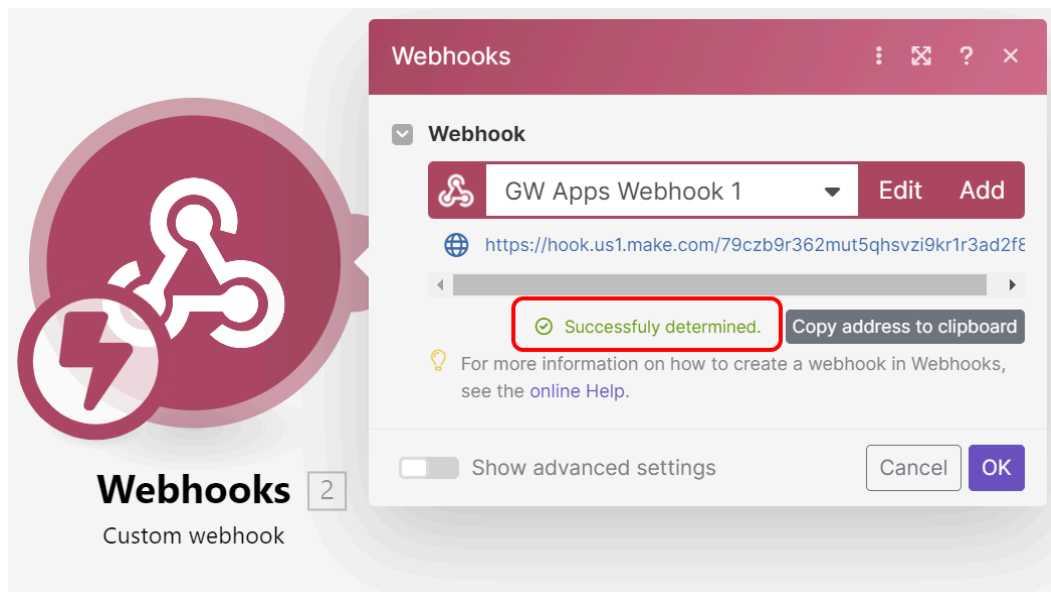 Webhooks
?
Webhook
GW Apps Webhook 1
Edit
Add
https://hook.us1.make.com/79czb9r362mut5qhsvzi9kr1r3ad2f8
Successfuly determined.
Copy address to clipboard
For more information on how to create a webhook in Webhooks,
see the online Help.
Show advanced settings
Cancel
OK
Webhooks 2
Custom webhook